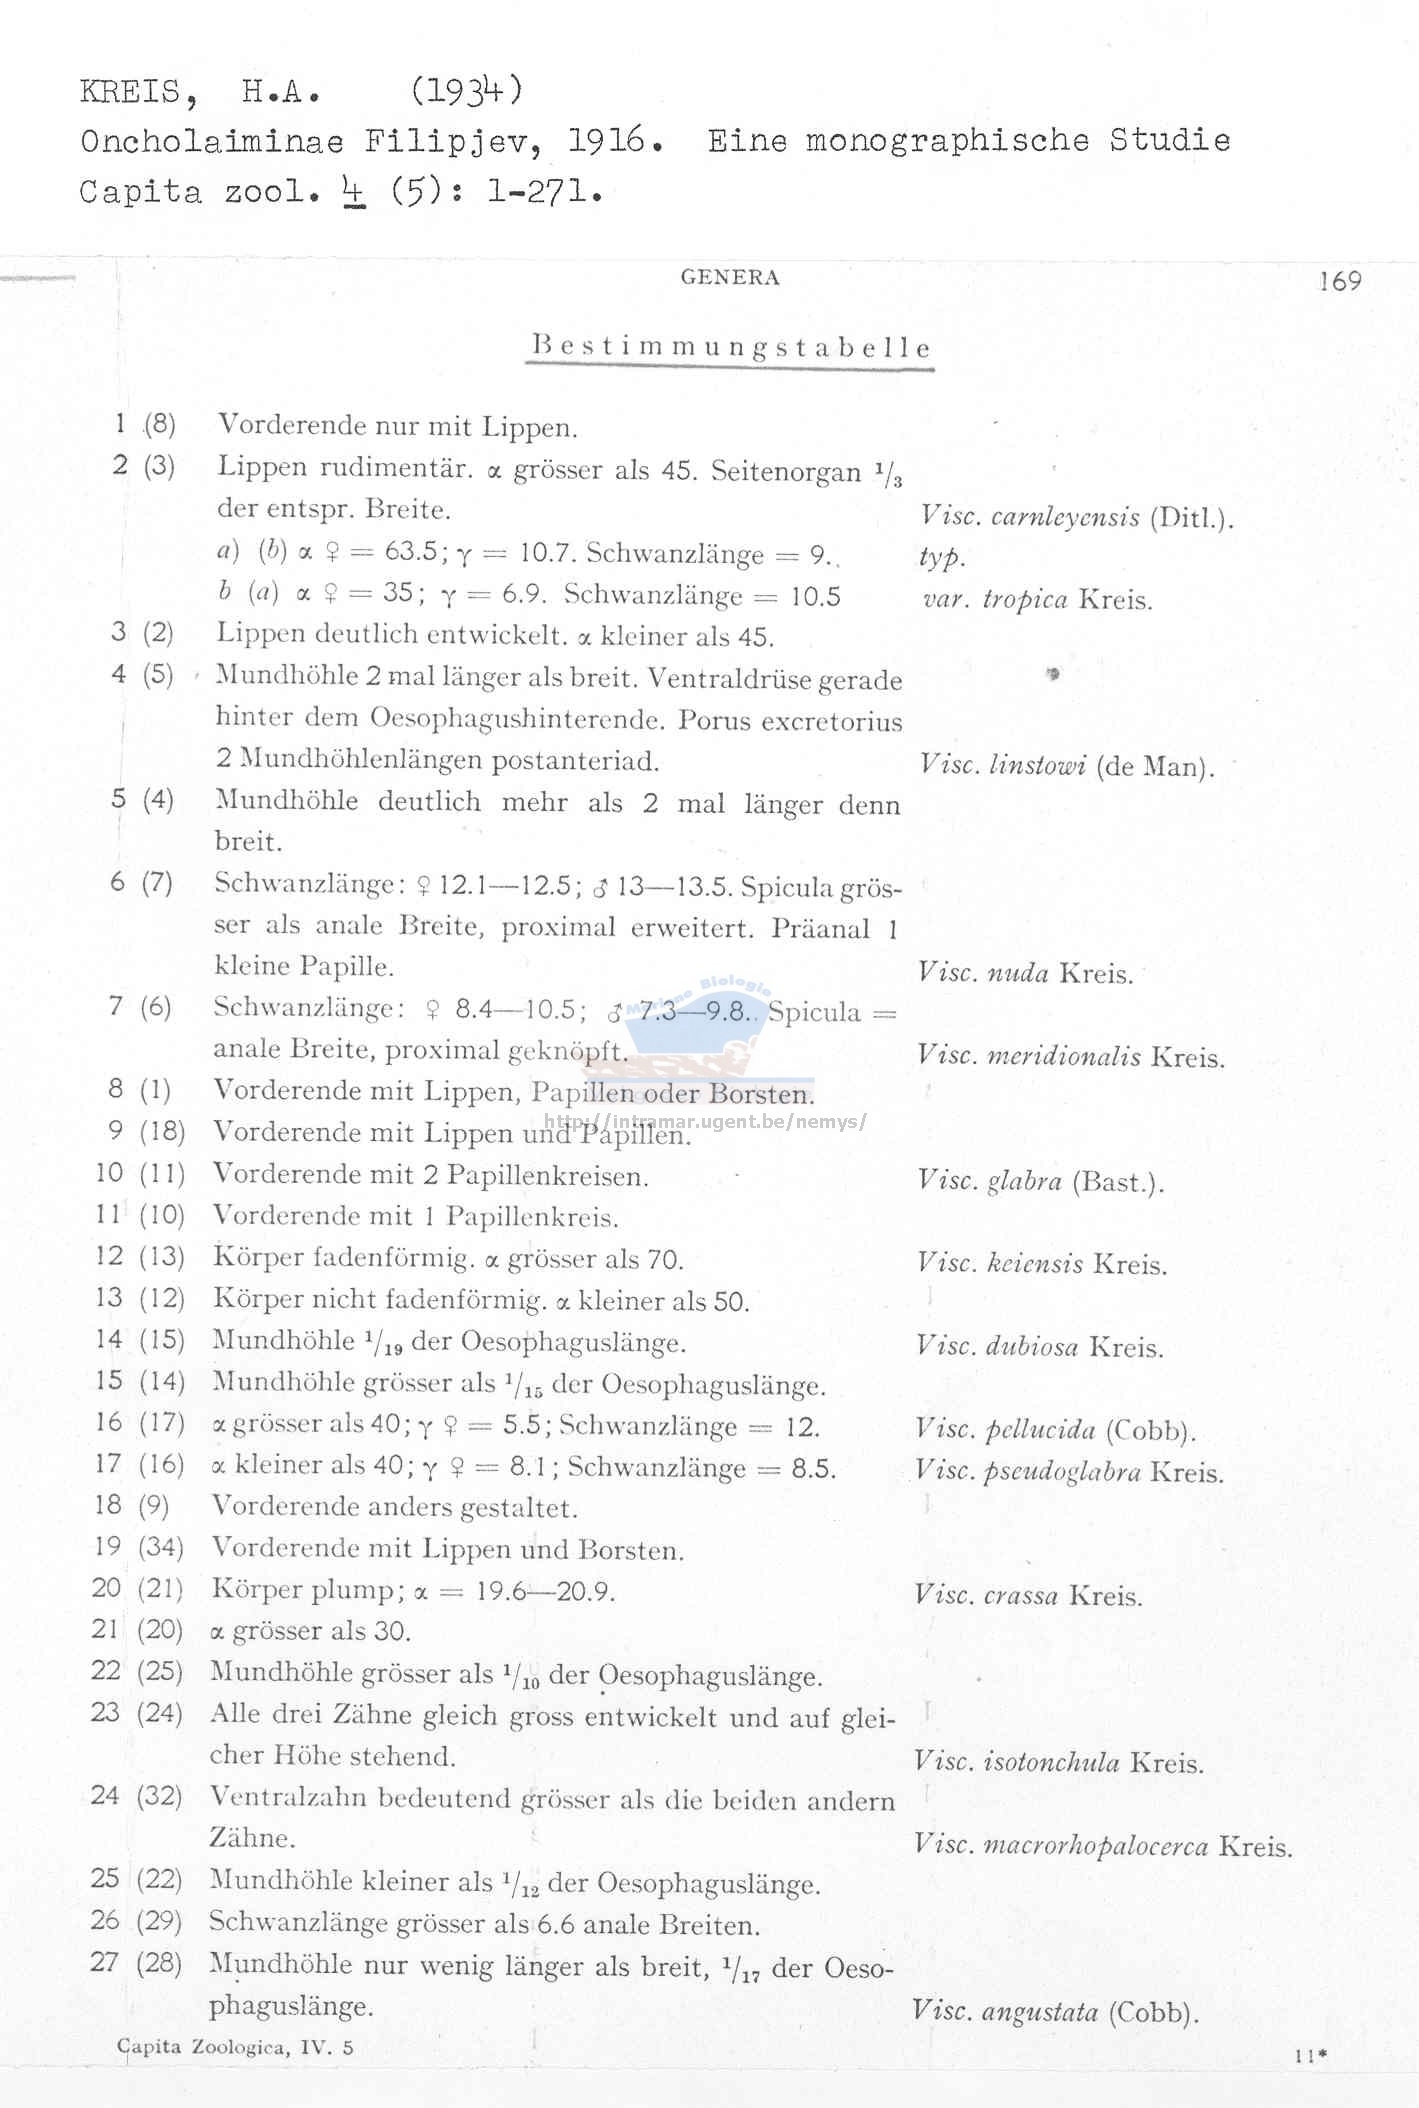 KREIS, H.A. (1934)
Oncholaiminae Filipjev, 1916. Eine monographische Studie
Capita zool. 4 (5): 1-271.
GENERA 169
Bestimmungstabelle
1 (8) Vorderende nur mit Lippen.
2 (3) Lippen rudimentär. α grösser als 45. Seitenorgan 1/3
der entspr. Breite. Visc. carnleyensis (Ditl.).
a) (b) α ♀ = 63.5; γ = 10.7. Schwanzlänge = 9. typ.
b (a) α ♀ = 35; γ = 6.9. Schwanzlänge = 10.5 var. tropica Kreis.
3 (2) Lippen deutlich entwickelt. α kleiner als 45.
4 (5) Mundhöhle 2 mal länger als breit. Ventraldrüse gerade
hinter dem Oesophagushinterende. Porus excretorius
2 Mundhöhlenlängen postanteriad. Visc. linstowi (de Man).
5 (4) Mundhöhle deutlich mehr als 2 mal länger denn
breit.
6 (7) Schwanzlänge: ♀ 12.1—12.5; ♂ 13—13.5. Spicula grös-
ser als anale Breite, proximal erweitert. Präanal 1
kleine Papille. Visc. nuda Kreis.
7 (6) Schwanzlänge: ♀ 8.4—10.5; ♂ 7.3—9.8.. Spicula =
anale Breite, proximal geknöpft. Visc. meridionalis Kreis.
8 (1) Vorderende mit Lippen, Papillen oder Borsten.
9 (18) Vorderende mit Lippen und Papillen.
10 (11) Vorderende mit 2 Papillenkreisen. Visc. glabra (Bast.).
11 (10) Vorderende mit 1 Papillenkreis.
12 (13) Körper fadenförmig. α grösser als 70. Visc. keiensis Kreis.
13 (12) Körper nicht fadenförmig. α kleiner als 50.
14 (15) Mundhöhle 1/19 der Oesophaguslänge. Visc. dubiosa Kreis.
15 (14) Mundhöhle grösser als 1/15 der Oesophaguslänge.
16 (17) α grösser als 40; γ ♀ = 5.5; Schwanzlänge = 12. Visc. pellucida (Cobb).
17 (16) α kleiner als 40; γ ♀ = 8.1; Schwanzlänge = 8.5. Visc. pseudoglabra Kreis.
18 (9) Vorderende anders gestaltet.
19 (34) Vorderende mit Lippen und Borsten.
20 (21) Körper plump; α = 19.6—20.9. Visc. crassa Kreis.
21 (20) α grösser als 30.
22 (25) Mundhöhle grösser als 1/10 der Oesophaguslänge.
23 (24) Alle drei Zähne gleich gross entwickelt und auf glei-
cher Höhe stehend. Visc. isotonchula Kreis.
24 (32) Ventralzahn bedeutend grösser als die beiden andern
Zähne. Visc. macrorhopalocerca Kreis.
25 (22) Mundhöhle kleiner als 1/12 der Oesophaguslänge.
26 (29) Schwanzlänge grösser als 6.6 anale Breiten.
27 (28) Mundhöhle nur wenig länger als breit, 1/17 der Oeso-
phaguslänge. Visc. angustata (Cobb).
Capita Zoologica, IV. 5 11*
Mariene Biologie
http://intramar.ugent.be/nemys/